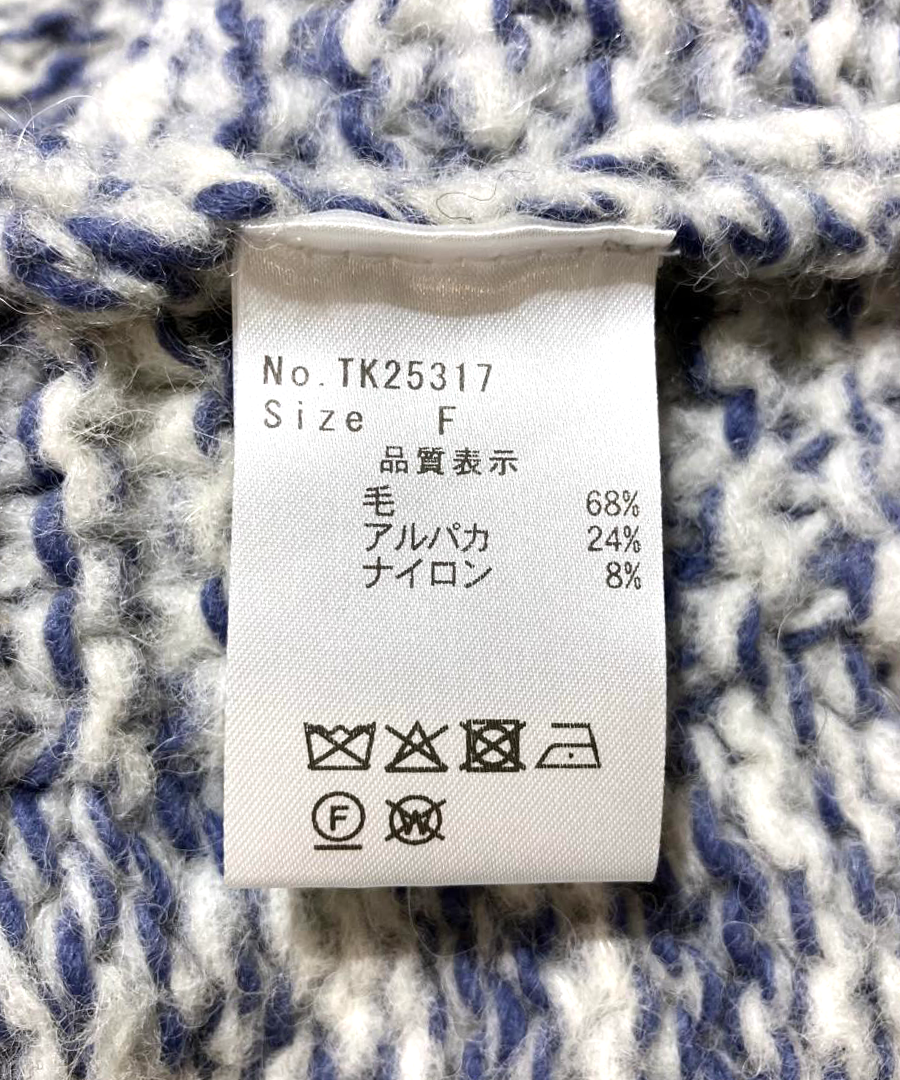 No.TK25317
Size F
品質表示
毛 68%
アルパカ 24%
ナイロン 8%
F W